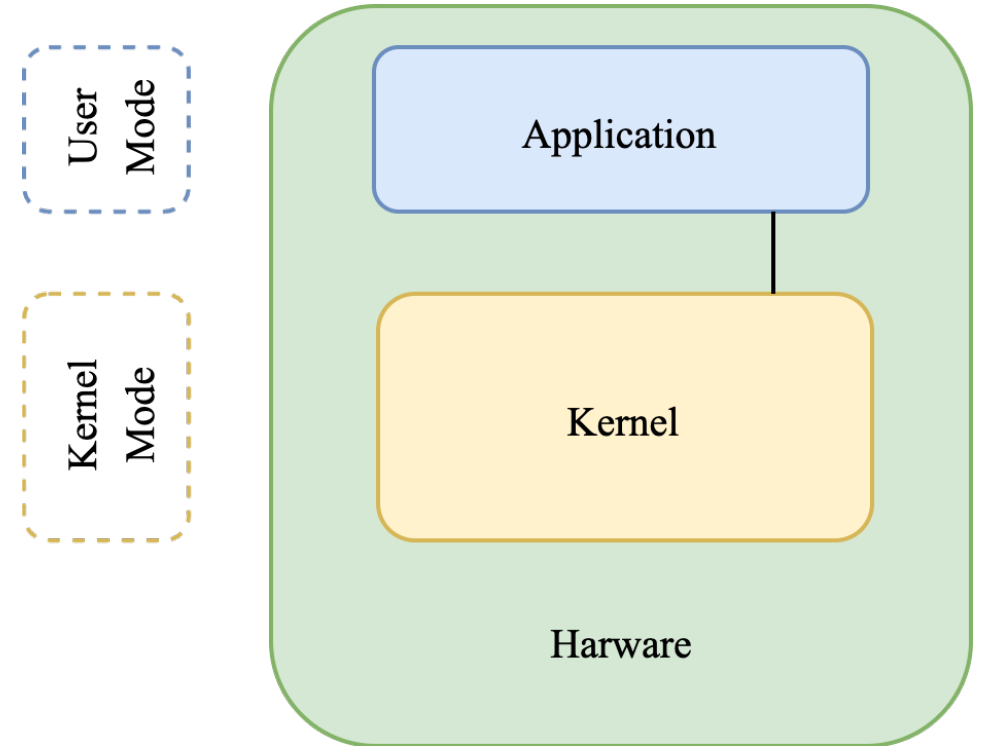 User
Mode
Application
Kernel
Mode
Kernel
Harware